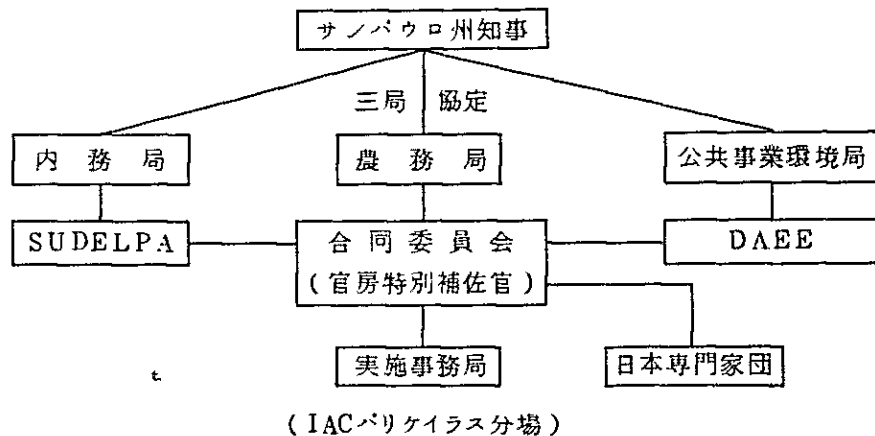 サンパウロ州知事
三局 協定
内務局 農務局 公共事業環境局
SUDELPA 合同委員会 DAEE
(官房特別補佐官)
実施事務局 日本専門家団
t
(IACパリケイラス分場)